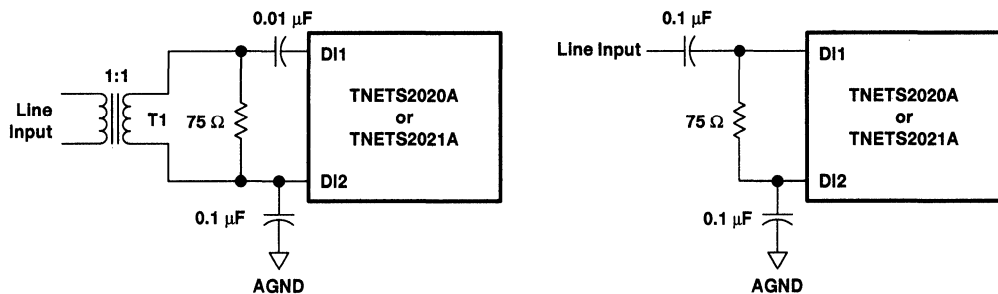 0.01 μF
DI1
1:1
Line
Input
T1
75 Ω
TNETS2020A
or
TNETS2021A
DI2
0.1 μF
AGND
0.1 μF
Line Input
DI1
75 Ω
TNETS2020A
or
TNETS2021A
DI2
0.1 μF
AGND